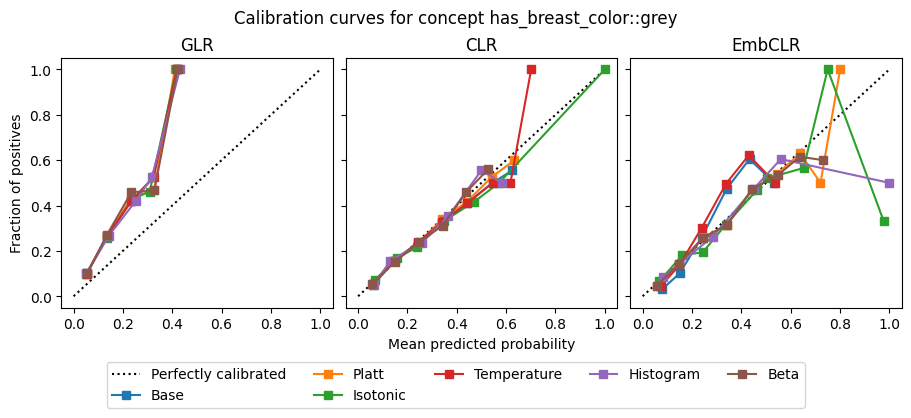 Calibration curves for concept has_breast_color::grey
GLR
CLR
EmbCLR
Fraction of positives
1.0
0.8
0.6
0.4
0.2
0.0
0.0 0.2 0.4 0.6 0.8 1.0
0.0 0.2 0.4 0.6 0.8 1.0
0.0 0.2 0.4 0.6 0.8 1.0
Mean predicted probability
Perfectly calibrated
Base
Platt
Isotonic
Temperature
Histogram
Beta